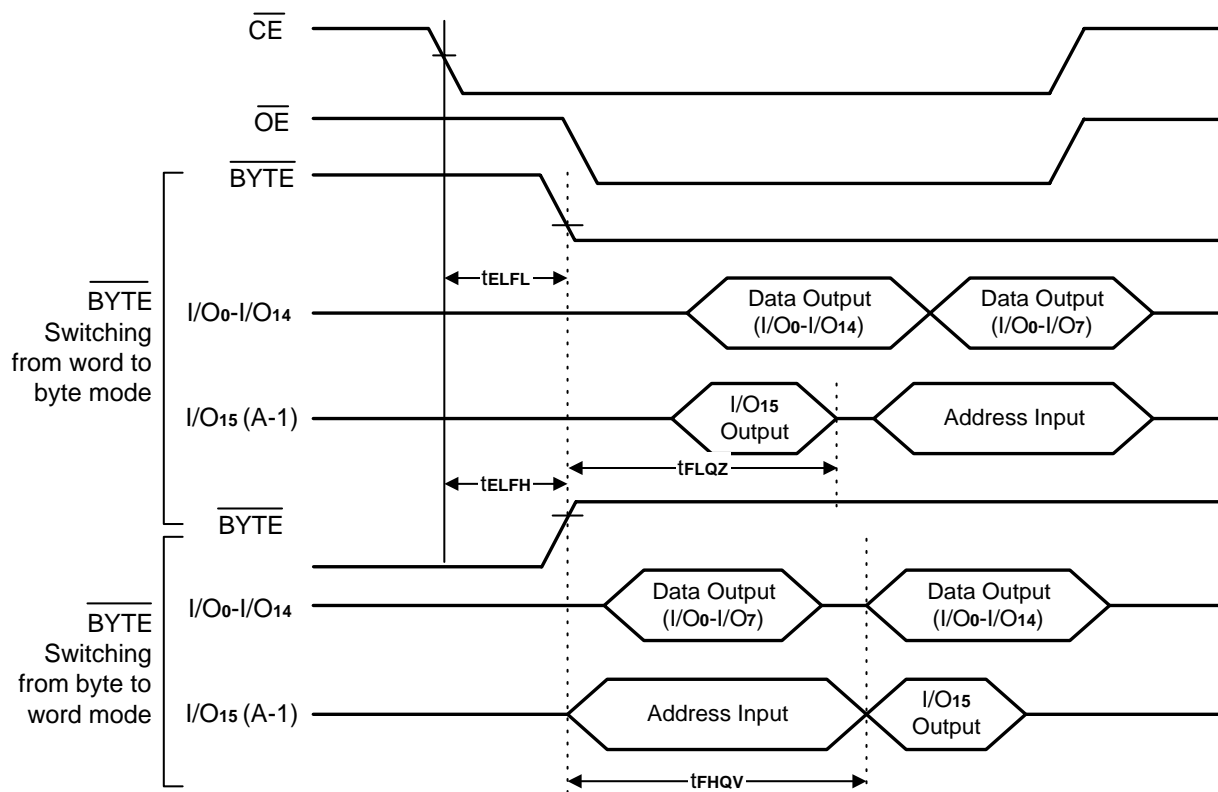 CE
OE
BYTE
BYTE
Switching
from word to
byte mode
tELFL
I/O0-I/O14
Data Output
(I/O0-I/O14)
Data Output
(I/O0-I/O7)
I/O15 (A-1)
I/O15
Output
Address Input
tELFH
tFLQZ
BYTE
BYTE
Switching
from byte to
word mode
I/O0-I/O14
Data Output
(I/O0-I/O7)
Data Output
(I/O0-I/O14)
I/O15 (A-1)
Address Input
I/O15
Output
tFHQV